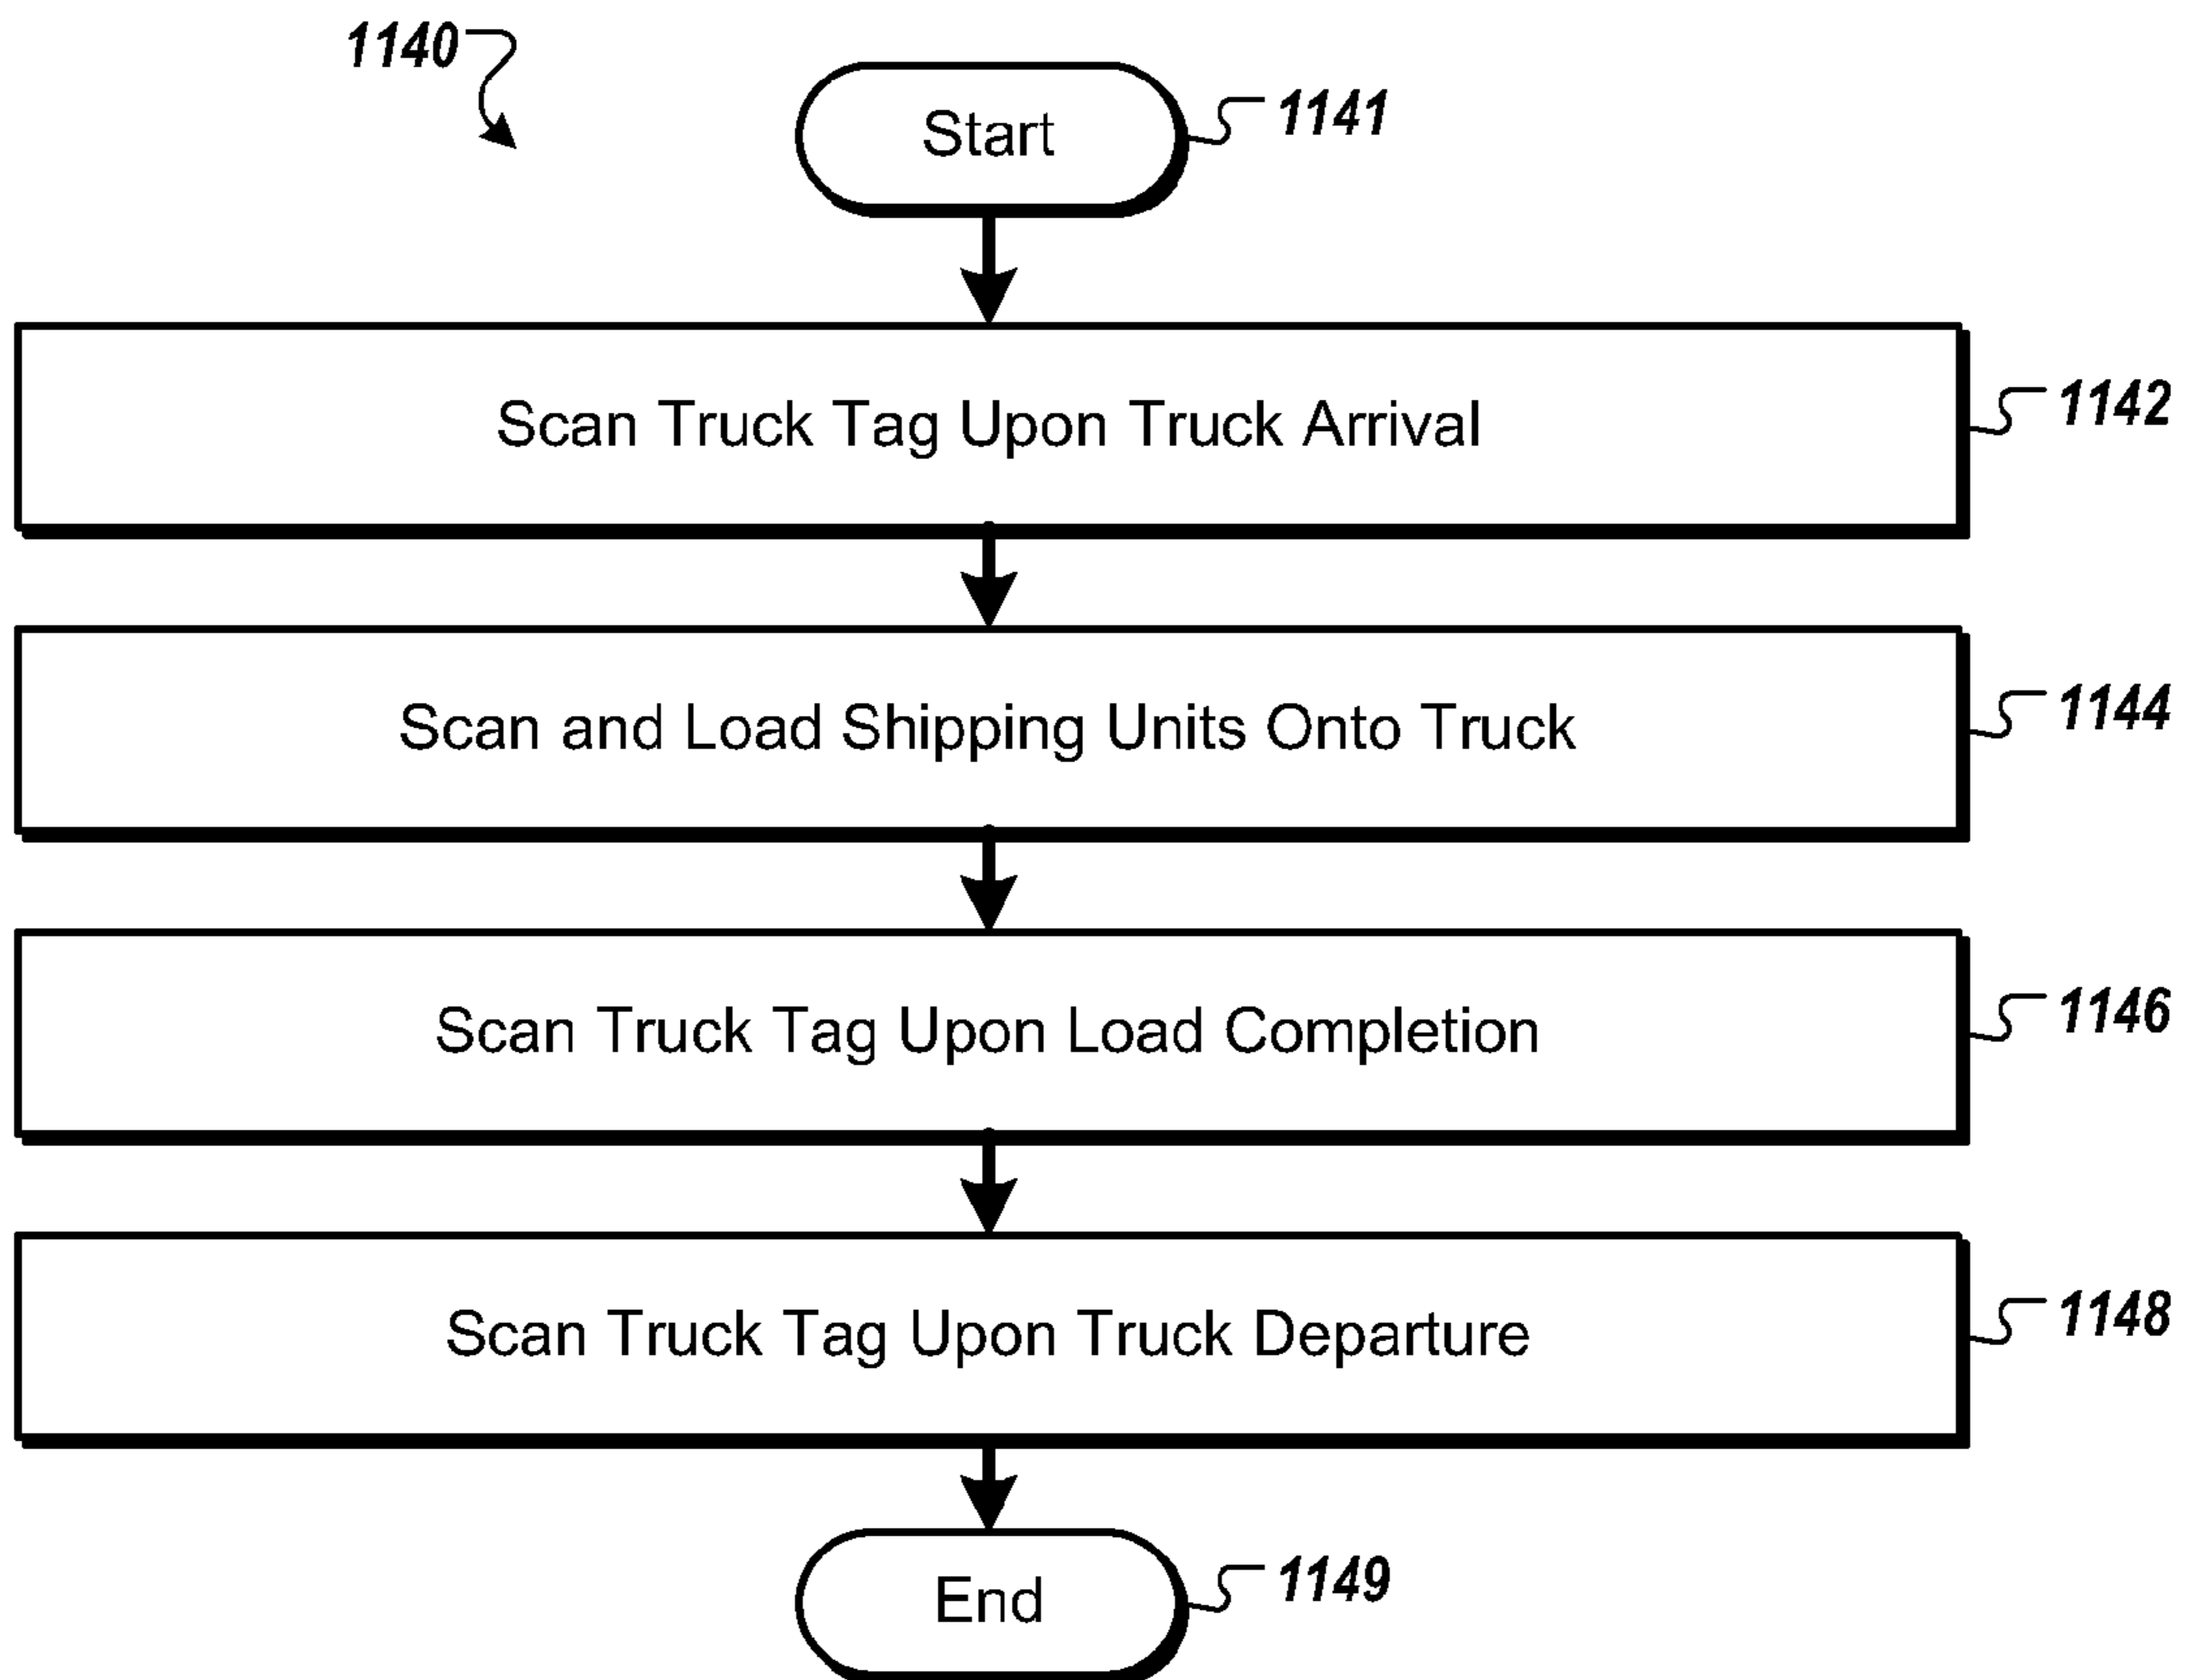 1140
Start
1141
Scan Truck Tag Upon Truck Arrival
1142
Scan and Load Shipping Units Onto Truck
1144
Scan Truck Tag Upon Load Completion
1146
Scan Truck Tag Upon Truck Departure
1148
End
1149